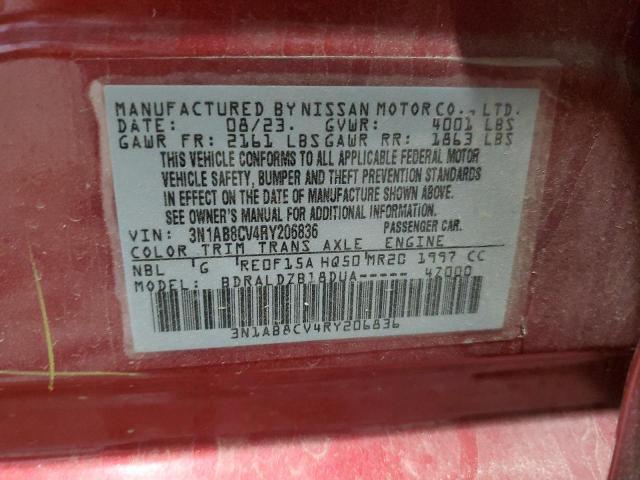 MANUFACTURED BY NISSAN MOTOR CO., LTD.
DATE: 08/23. GVWR: 4001 LBS
GAWR FR: 2161 LBS GAWR RR: 1863 LBS
THIS VEHICLE CONFORMS TO ALL APPLICABLE FEDERAL MOTOR
VEHICLE SAFETY, BUMPER AND THEFT PREVENTION STANDARDS
IN EFFECT ON THE DATE OF MANUFACTURE SHOWN ABOVE.
SEE OWNER'S MANUAL FOR ADDITIONAL INFORMATION.
VIN: 3N1AB8CV4RY206836 PASSENGER CAR.
COLOR TRIM TRANS AXLE ENGINE
NBL G RE0F15A HQ50 MR20 1997 CC
MODEL: BDRALDZB18DUA----- 47000
3N1AB8CV4RY206836